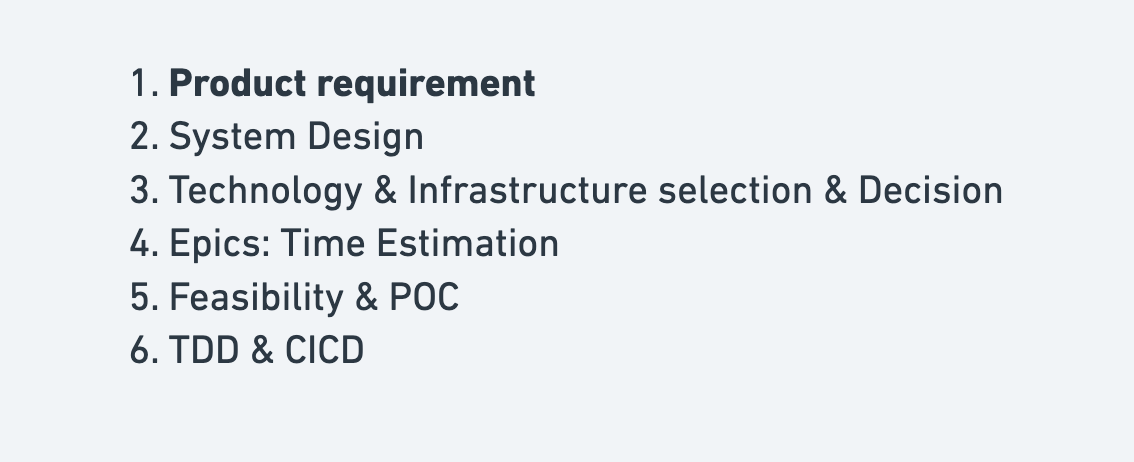 1. Product requirement
2. System Design
3. Technology & Infrastructure selection & Decision
4. Epics: Time Estimation
5. Feasibility & POC
6. TDD & CICD